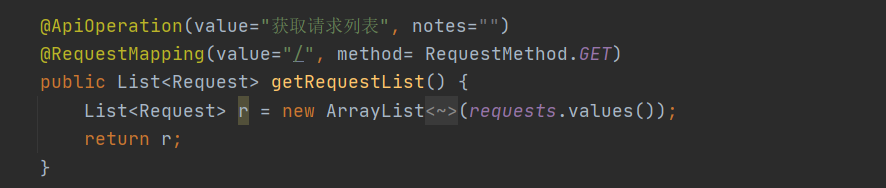 @ApiOperation(value="获取请求列表", notes="")
@RequestMapping(value="/", method= RequestMethod.GET)
public List<Request> getRequestList() {
List<Request> r = new ArrayList<~>(requests.values());
return r;
}